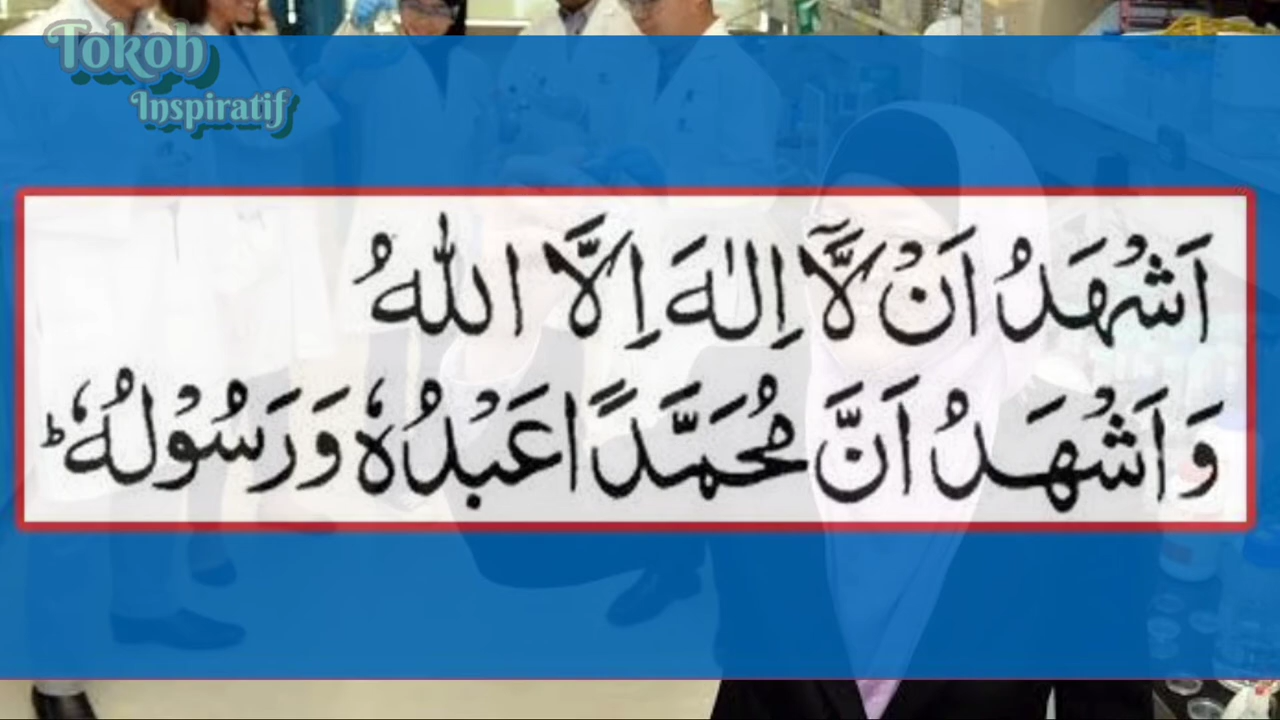 Tokoh
Inspiratif
اَشْهَدُ اَنْ لَّآ اِلٰهَ اِلَّا اللهُ
وَاَشْهَدُ اَنَّ مُحَمَّدًا عَبْدُهٗ وَرَسُوْلُهٗ ؕ